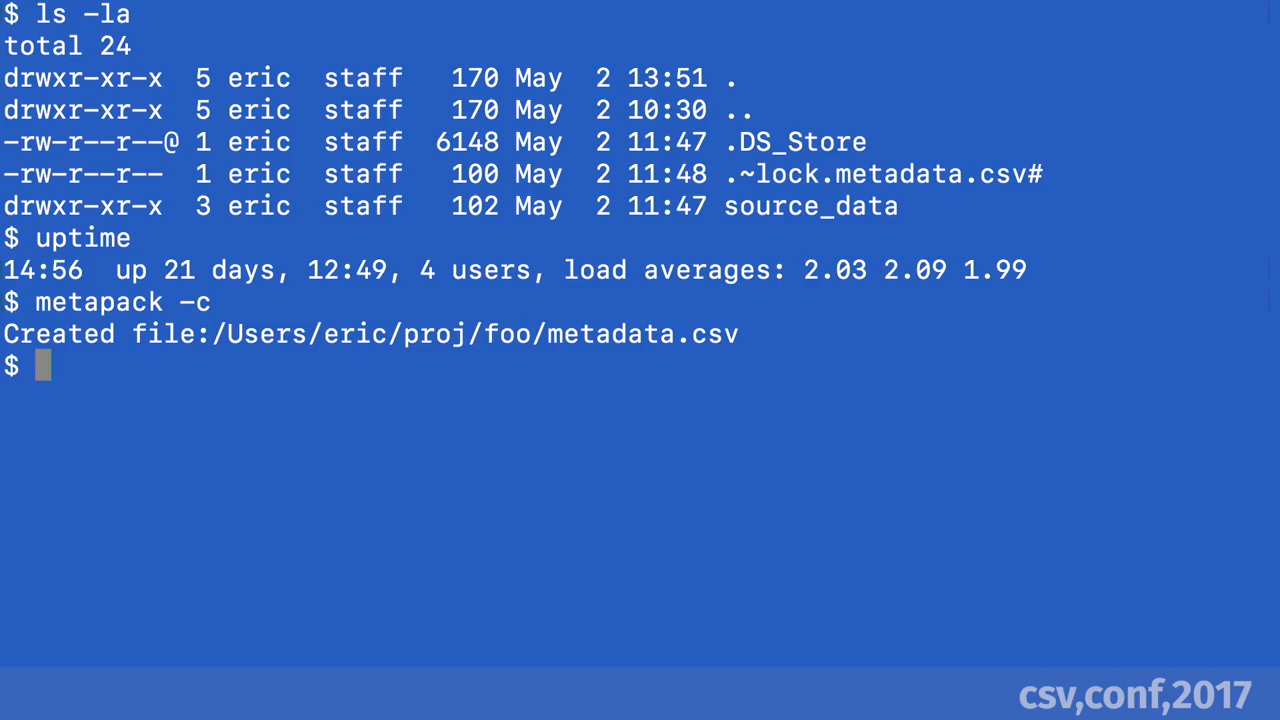 $ ls -la
total 24
drwxr-xr-x  5 eric  staff   170 May  2 13:51 .
drwxr-xr-x  5 eric  staff   170 May  2 10:30 ..
-rw-r--r--@ 1 eric  staff  6148 May  2 11:47 .DS_Store
-rw-r--r--  1 eric  staff   100 May  2 11:48 .~lock.metadata.csv#
drwxr-xr-x  3 eric  staff   102 May  2 11:47 source_data
$ uptime
14:56  up 21 days, 12:49, 4 users, load averages: 2.03 2.09 1.99
$ metapack -c
Created file:/Users/eric/proj/foo/metadata.csv
$
csv,conf,2017